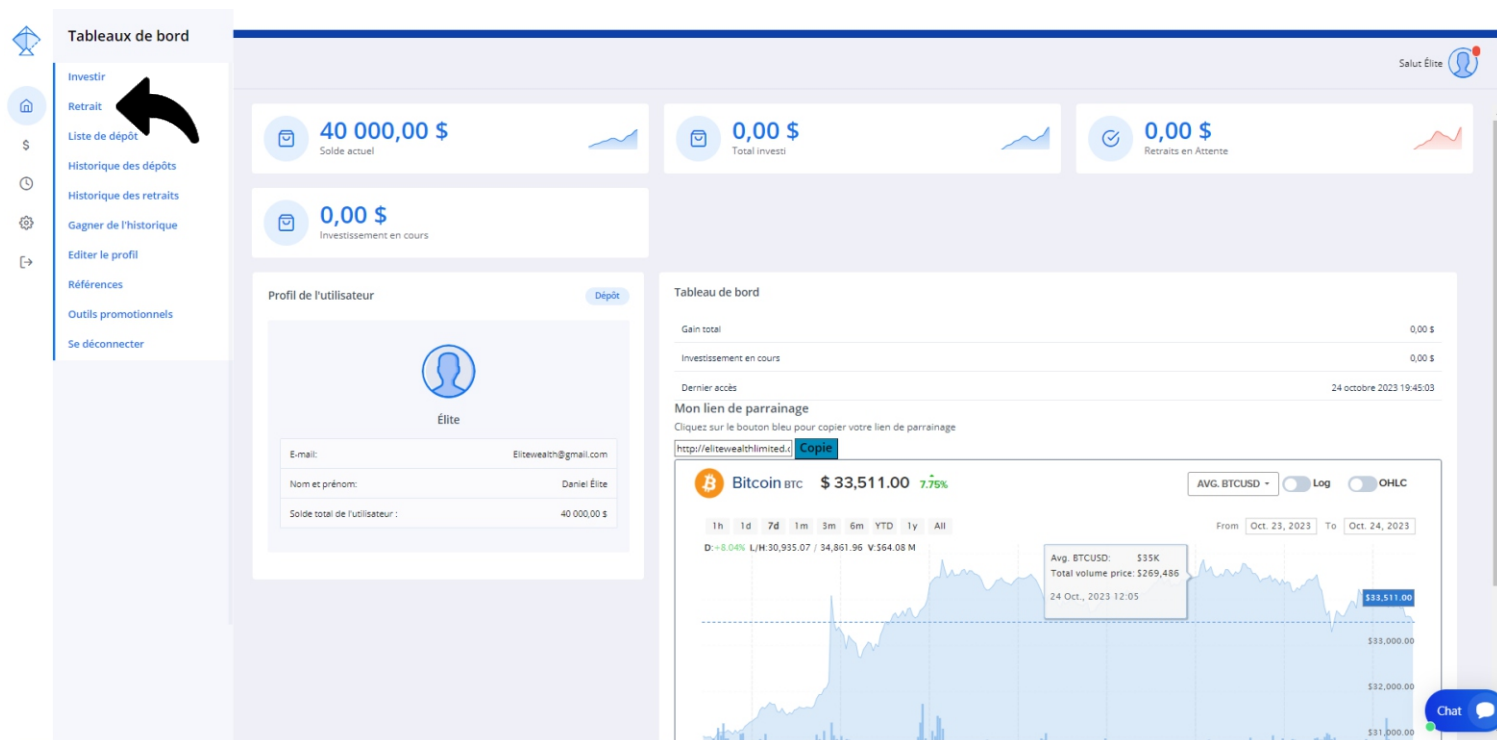 Tableaux de bord
Investir
Retrait
Liste de dépôt
Historique des dépôts
Historique des retraits
Gagner de l'historique
Editer le profil
Références
Outils promotionnels
Se déconnecter
Salut Élite
40 000,00 $
Solde actuel
0,00 $
Total investi
0,00 $
Retraits en Attente
0,00 $
Investissement en cours
Profil de l'utilisateur
Dépôt
Élite
E-mail: Elitewealth@gmail.com
Nom et prénom: Daniel Élite
Solde total de l'utilisateur : 40 000,00 $
Tableau de bord
Gain total 0,00 $
Investissement en cours 0,00 $
Dernier accès 24 octobre 2023 19:45:03
Mon lien de parrainage
Cliquez sur le bouton bleu pour copier votre lien de parrainage
http://elitewealthlimited.c Copie
Bitcoin BTC $ 33,511.00 7.75% AVG. BTCUSD Log OHLC
1h 1d 7d 1m 3m 6m YTD 1y All From Oct. 23, 2023 To Oct. 24, 2023
D:+8.04% L/H:30,935.07 / 34,861.96 V:$64.08 M
Avg. BTCUSD: $35K
Total volume price: $269,486
24 Oct., 2023 12:05
$33,511.00
$33,000.00
$32,000.00
$31,000.00
Chat